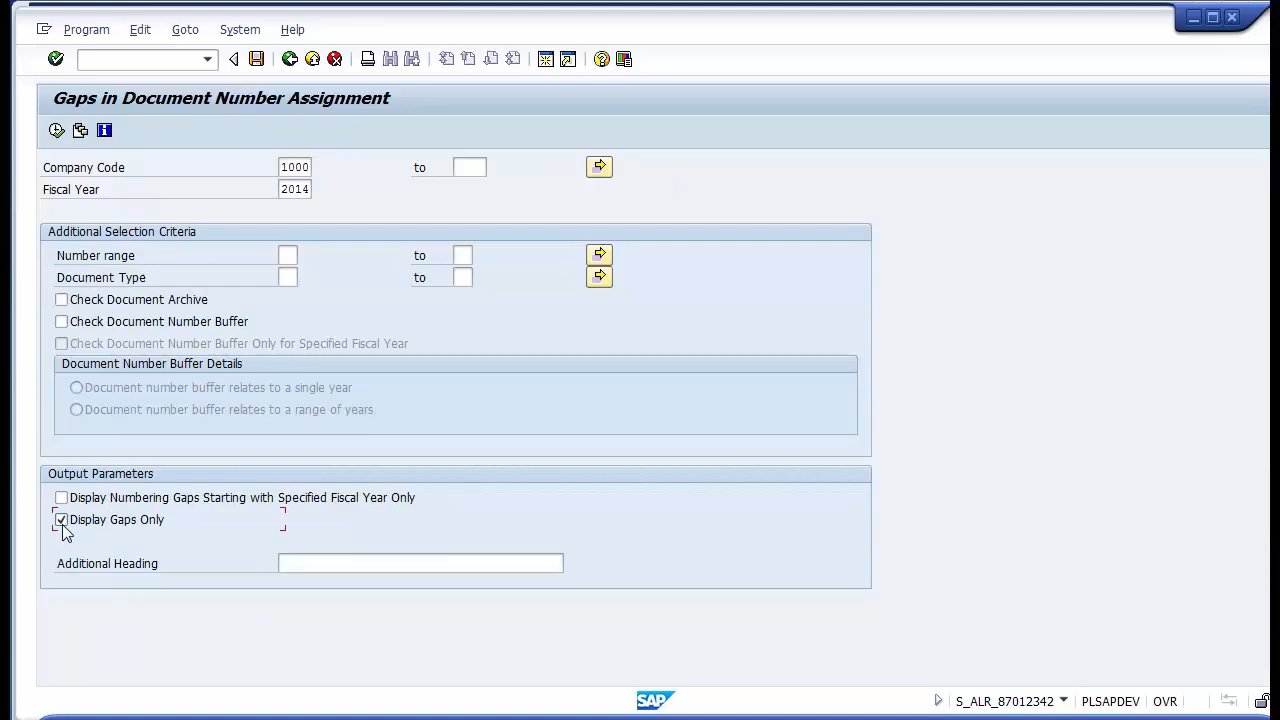 Program Edit Goto System Help
Gaps in Document Number Assignment
Company Code 1000 to
Fiscal Year 2014
Additional Selection Criteria
Number range to
Document Type to
Check Document Archive
Check Document Number Buffer
Check Document Number Buffer Only for Specified Fiscal Year
Document Number Buffer Details
Document number buffer relates to a single year
Document number buffer relates to a range of years
Output Parameters
Display Numbering Gaps Starting with Specified Fiscal Year Only
Display Gaps Only
Additional Heading
SAP S_ALR_87012342 PLSAPDEV OVR